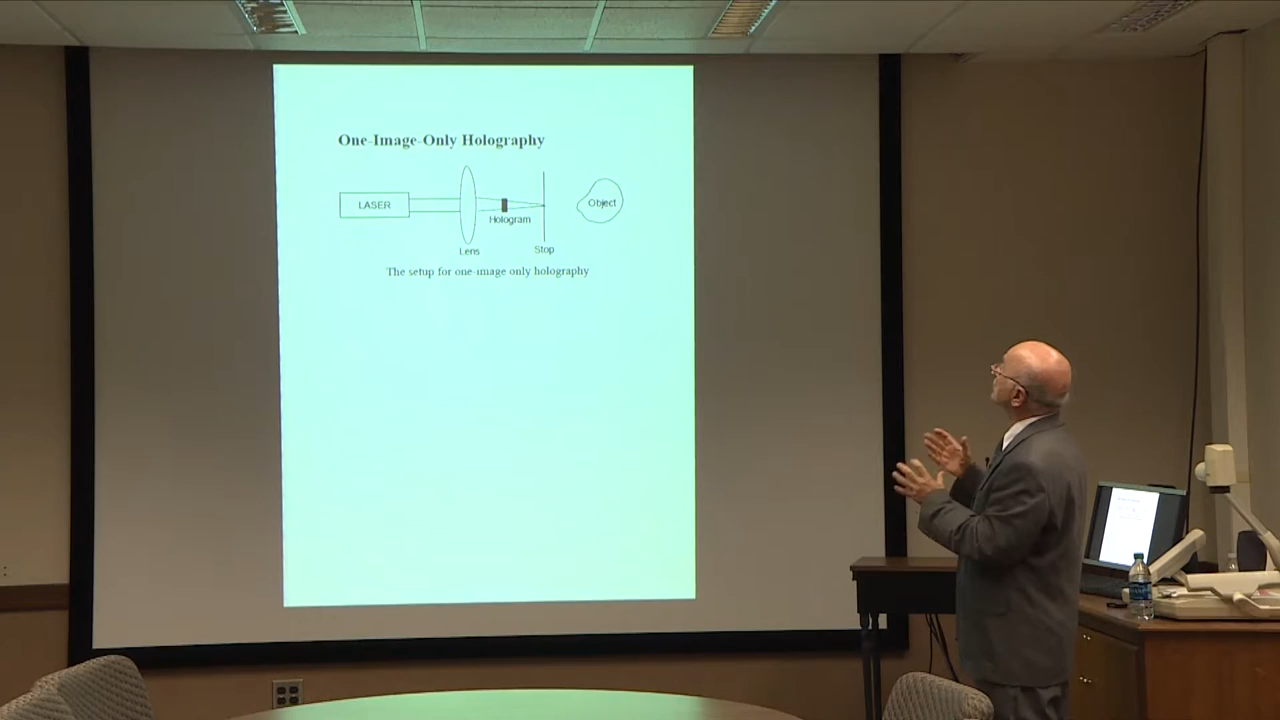 One-Image-Only Holography
LASER
Object
Hologram
Lens
Stop
The setup for one-image only holography